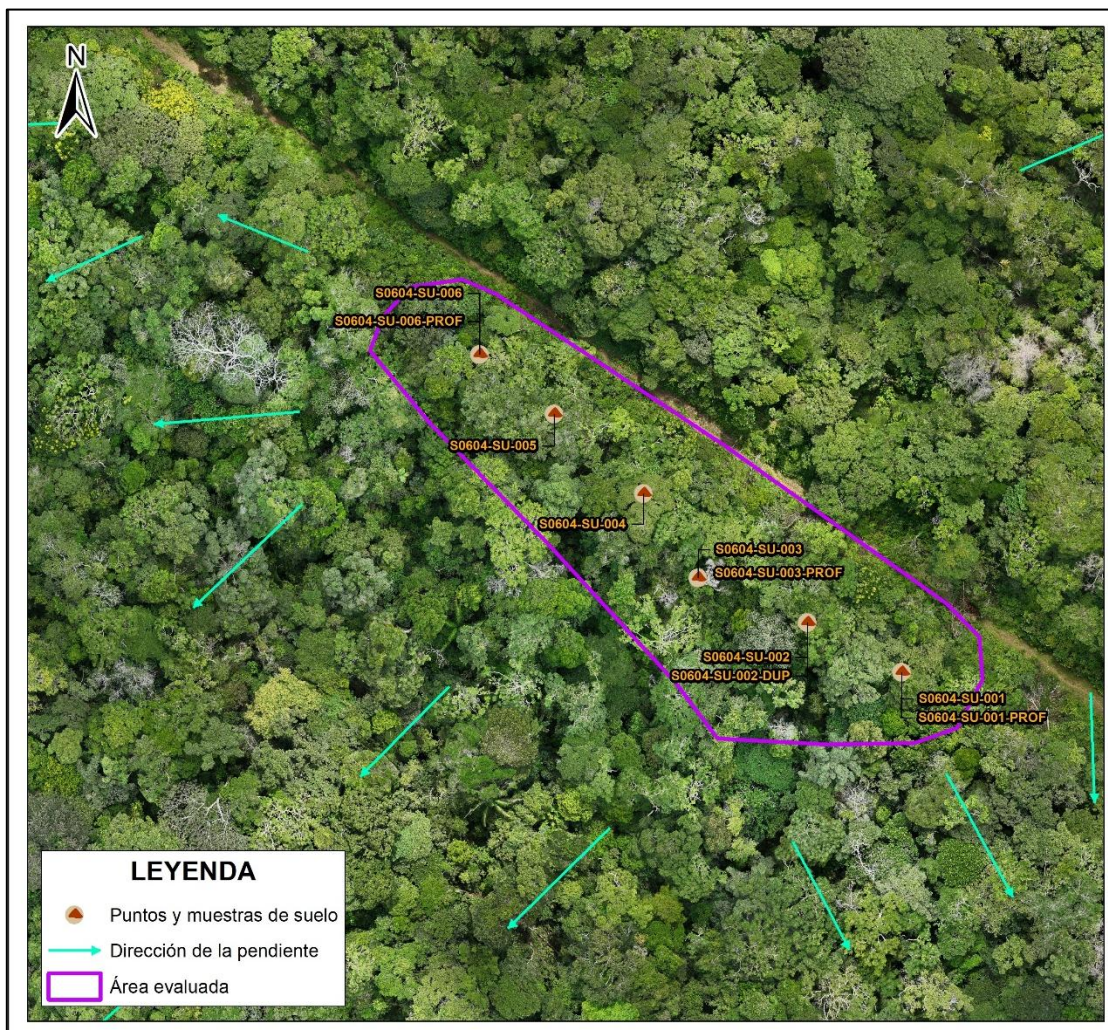 N
S0604-SU-006
S0604-SU-006-PROF
S0604-SU-005
S0604-SU-004
S0604-SU-003
S0604-SU-003-PROF
S0604-SU-002
S0604-SU-002-DUP
S0604-SU-001
S0604-SU-001-PROF
LEYENDA
Puntos y muestras de suelo
Dirección de la pendiente
Área evaluada